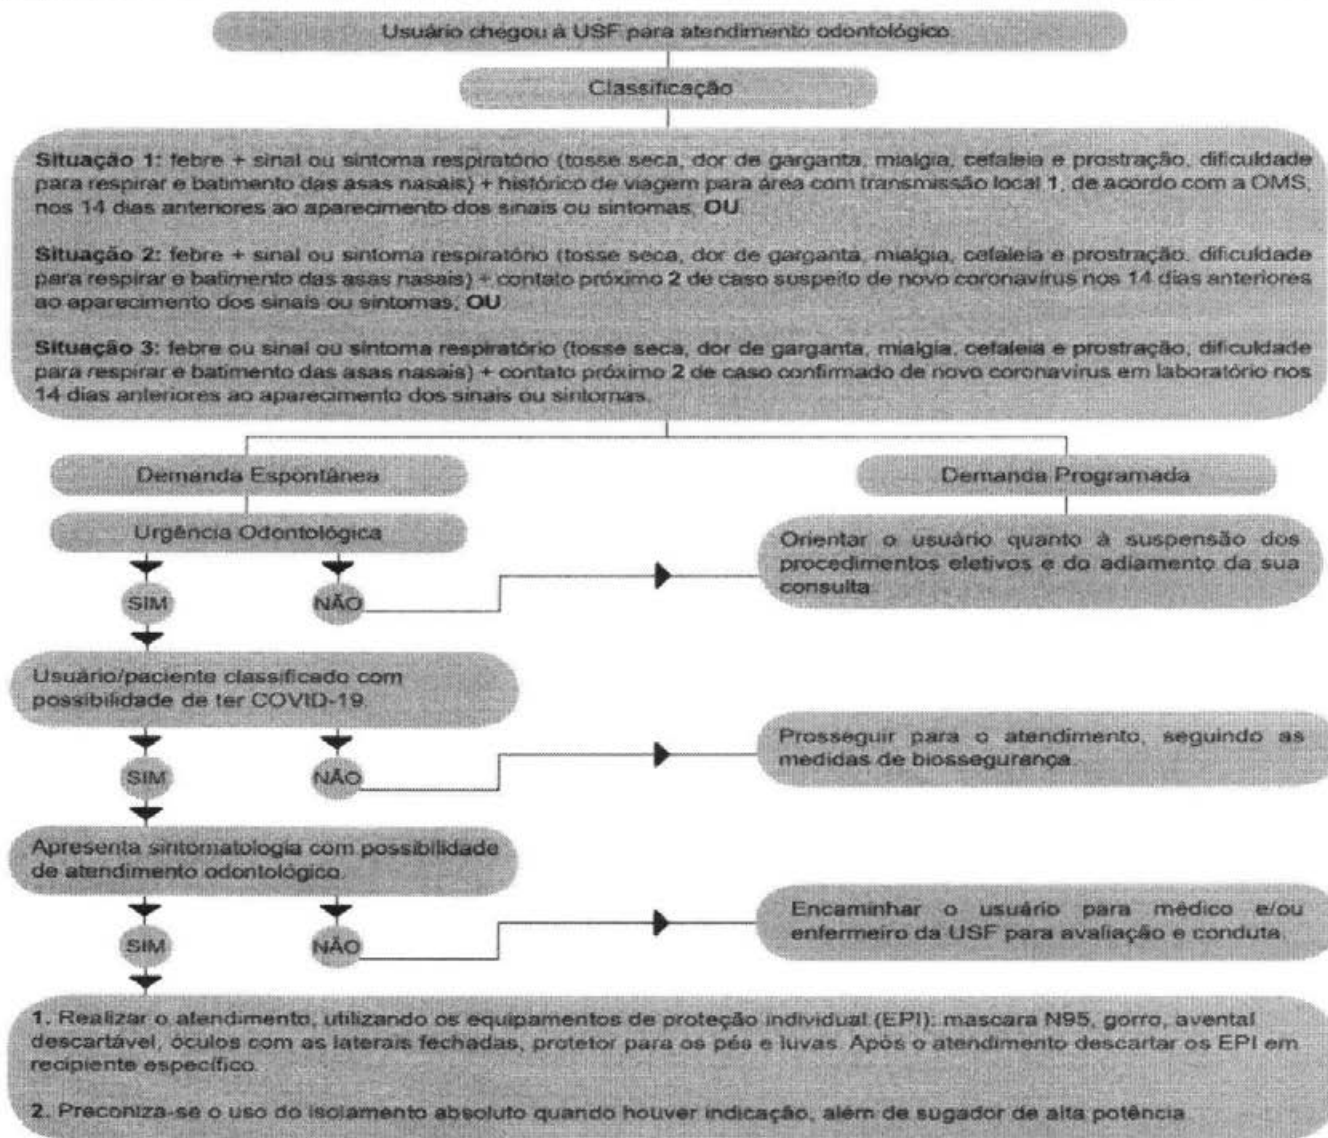 Usuário chegou à USF para atendimento odontológico.
Classificação
Situação 1: febre + sinal ou sintoma respiratório (tosse seca, dor de garganta, mialgia, cefaleia e prostração, dificuldade
para respirar e batimento das asas nasais) + histórico de viagem para área com transmissão local 1, de acordo com a OMS,
nos 14 dias anteriores ao aparecimento dos sinais ou sintomas; OU
Situação 2: febre + sinal ou sintoma respiratório (tosse seca, dor de garganta, mialgia, cefaleia e prostração, dificuldade
para respirar e batimento das asas nasais) + contato próximo 2 de caso suspeito de novo coronavírus nos 14 dias anteriores
ao aparecimento dos sinais ou sintomas; OU
Situação 3: febre ou sinal ou sintoma respiratório (tosse seca, dor de garganta, mialgia, cefaleia e prostração, dificuldade
para respirar e batimento das asas nasais) + contato próximo 2 de caso confirmado de novo coronavírus em laboratório nos
14 dias anteriores ao aparecimento dos sinais ou sintomas.
Demanda Espontânea
Demanda Programada
Urgência Odontológica
Orientar o usuário quanto à suspensão dos
procedimentos eletivos e do adiamento da sua
consulta.
SIM
NÃO
Usuário/paciente classificado com
possibilidade de ter COVID-19.
Prosseguir para o atendimento, seguindo as
medidas de biossegurança.
SIM
NÃO
Apresenta sintomatologia com possibilidade
de atendimento odontológico.
Encaminhar o usuário para médico e/ou
enfermeiro da USF para avaliação e conduta.
SIM
NÃO
1. Realizar o atendimento, utilizando os equipamentos de proteção individual (EPI): mascara N95, gorro, avental
descartável, óculos com as laterais fechadas, protetor para os pés e luvas. Após o atendimento descartar os EPI em
recipiente específico.
2. Preconiza-se o uso do isolamento absoluto quando houver indicação, além de sugador de alta potência.